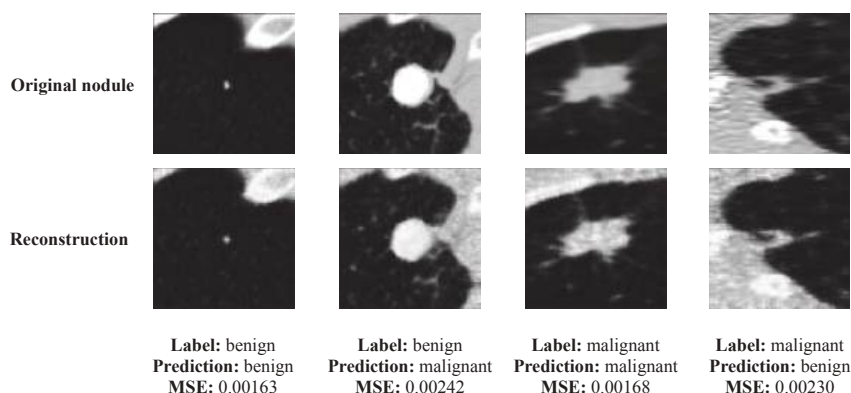 Original nodule
Reconstruction
Label: benign
Prediction: benign
MSE: 0.00163
Label: benign
Prediction: malignant
MSE: 0.00242
Label: malignant
Prediction: malignant
MSE: 0.00168
Label: malignant
Prediction: benign
MSE: 0.00230